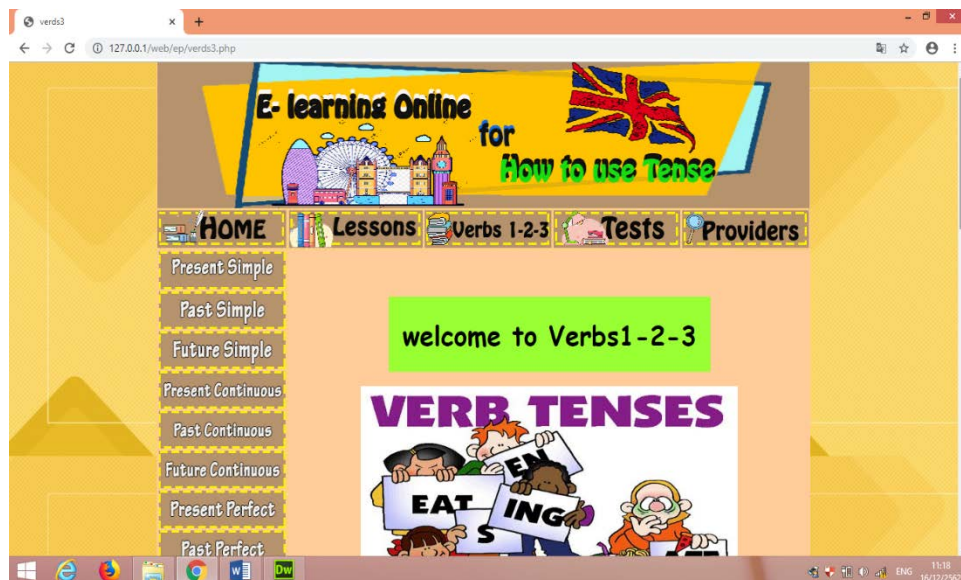 verds3
127.0.0.1/web/ep/verds3.php
E- learning Online
for
How to use Tense
HOME
Lessons
Verbs 1-2-3
Tests
Providers
Present Simple
Past Simple
Future Simple
Present Continuous
Past Continuous
Future Continuous
Present Perfect
Past Perfect
welcome to Verbs1-2-3
VERB TENSES
EN
EAT
ING
S
W
Dw
ENG
11:18